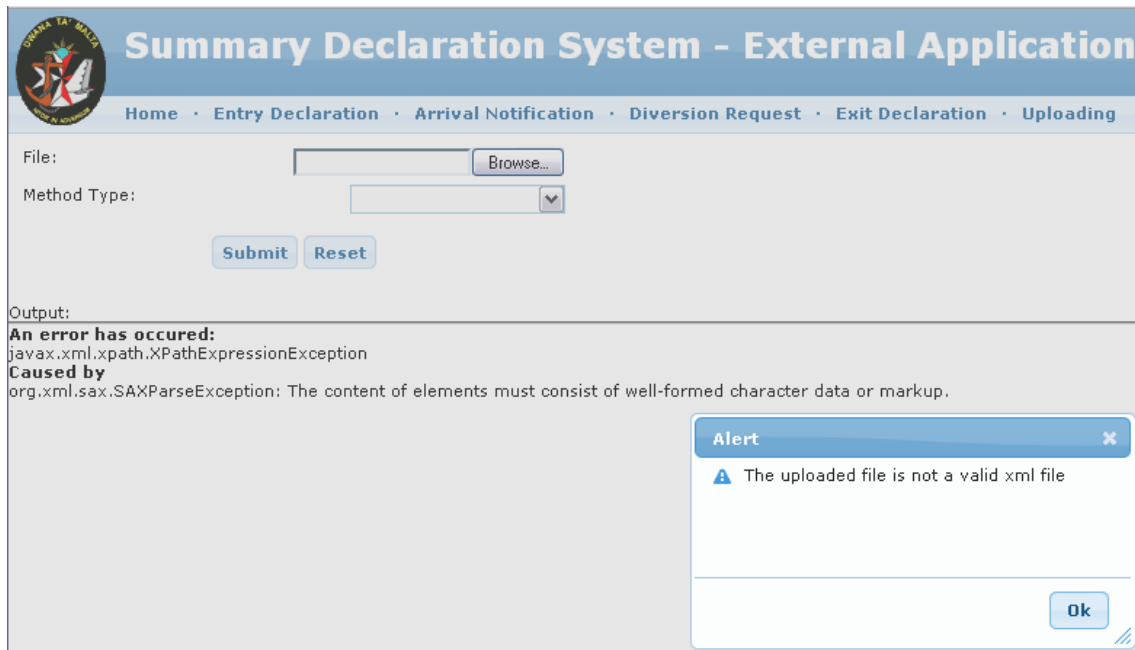 DWANA TA' MALTA
Summary Declaration System - External Application
Home · Entry Declaration · Arrival Notification · Diversion Request · Exit Declaration · Uploading
File:
Browse...
Method Type:
Submit Reset
Output:
An error has occured:
javax.xml.xpath.XPathExpressionException
Caused by
org.xml.sax.SAXParseException: The content of elements must consist of well-formed character data or markup.
Alert
The uploaded file is not a valid xml file
Ok